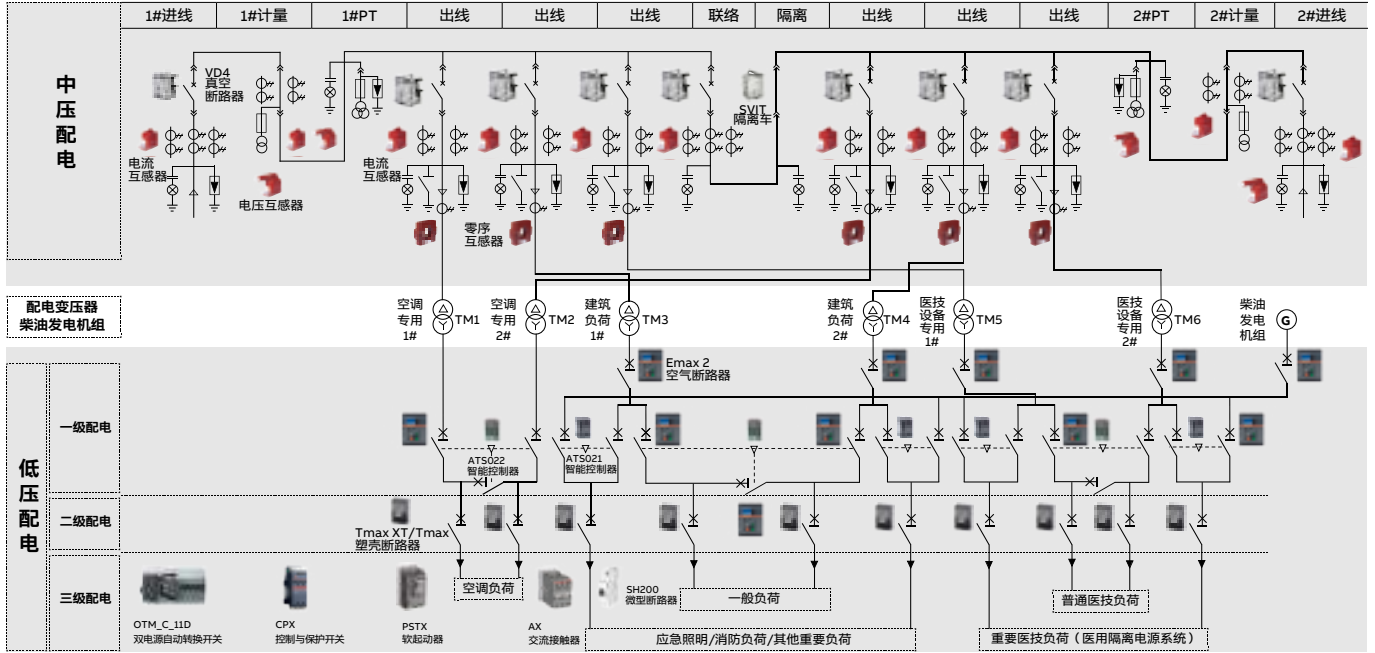 1#进线 1#计量 1#PT 出线 出线 出线 联络 隔离 出线 出线 出线 2#PT 2#计量 2#进线
中压配电
VD4
真空
断路器
SVIT
隔离车
电流
互感器
电压互感器
电流
互感器
零序
互感器
配电变压器
柴油发电机组
空调
专用
1#
TM1
空调
专用
2#
TM2
建筑
负荷
1#
TM3
建筑
负荷
2#
TM4
医技
设备
专用
1#
TM5
医技
设备
专用
2#
TM6
柴油
发电
机组
G
低压配电
一级配电
Emax 2
空气断路器
ATS022
智能控制器
ATS021
智能控制器
二级配电
Tmax XT/Tmax
塑壳断路器
三级配电
空调负荷
SH200
微型断路器
一般负荷
普通医技负荷
OTM_C_11D
双电源自动转换开关
CPX
控制与保护开关
PSTX
软起动器
AX
交流接触器
应急照明/消防负荷/其他重要负荷
重要医技负荷（医用隔离电源系统）